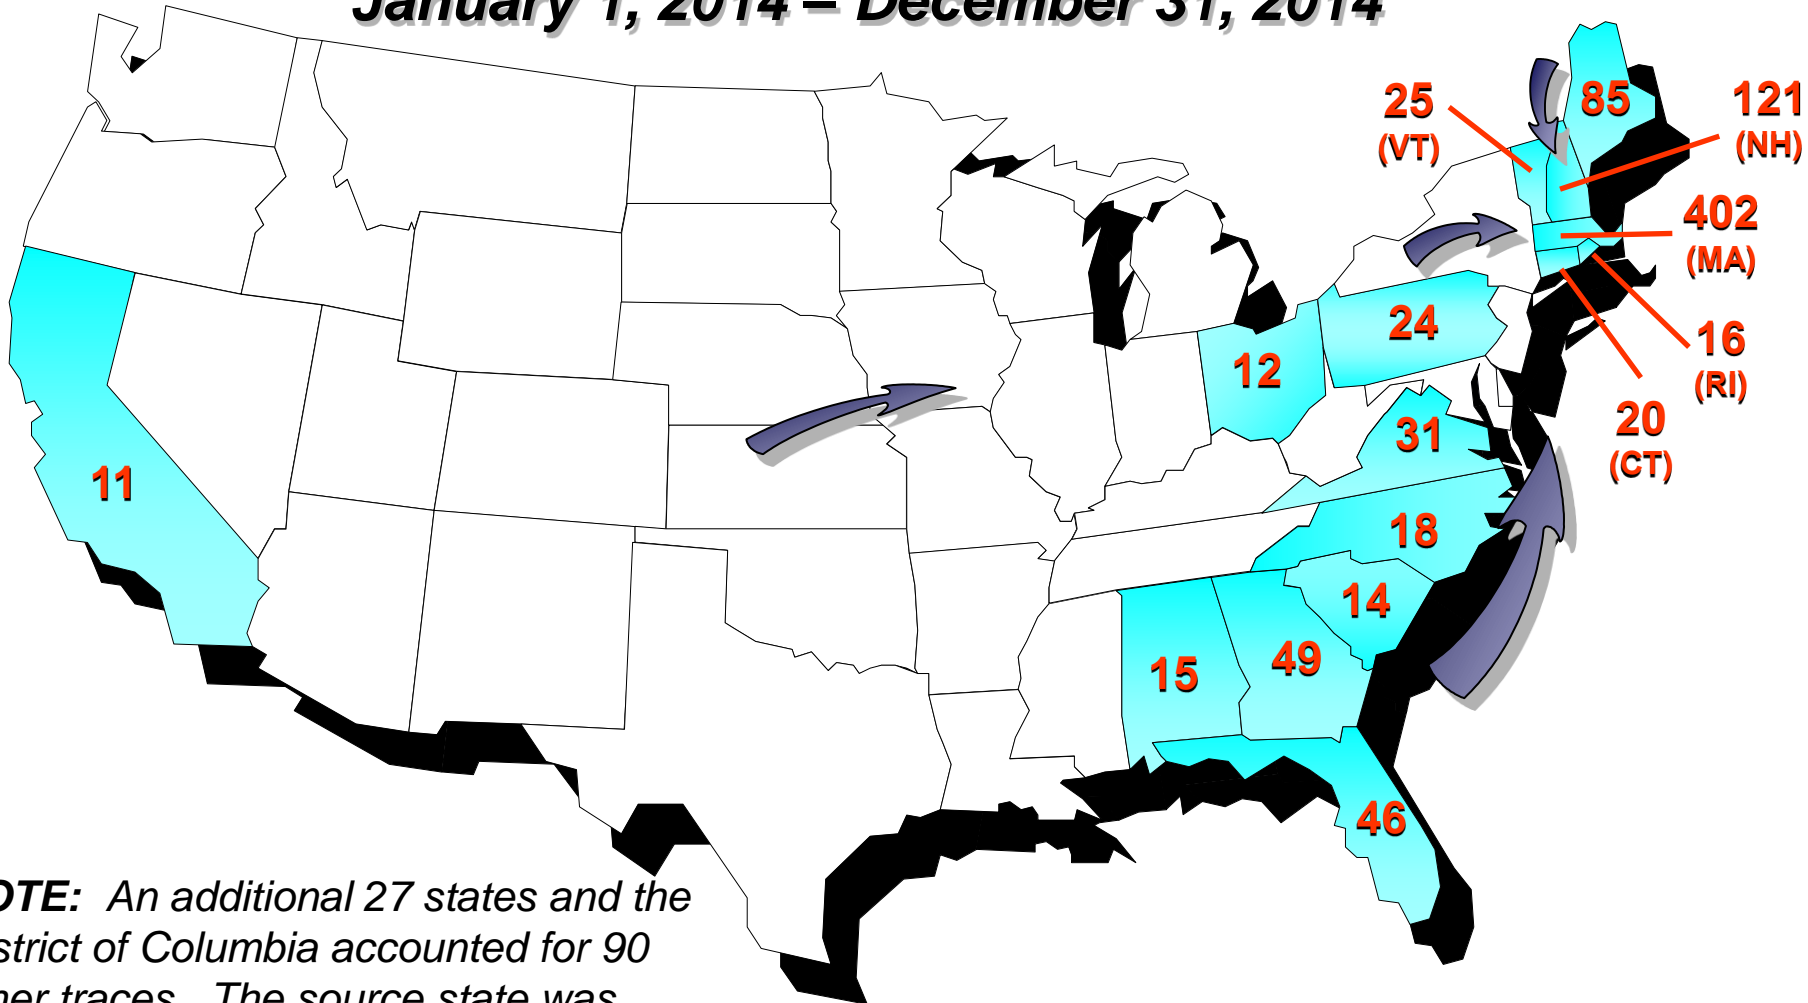 January 1, 2014 – December 31, 2014
85
25
(VT)
121
(NH)
402
(MA)
16
(RI)
20
(CT)
24
12
31
11
18
14
15
49
46
OTE: An additional 27 states and the
strict of Columbia accounted for 90
her traces. The source state was